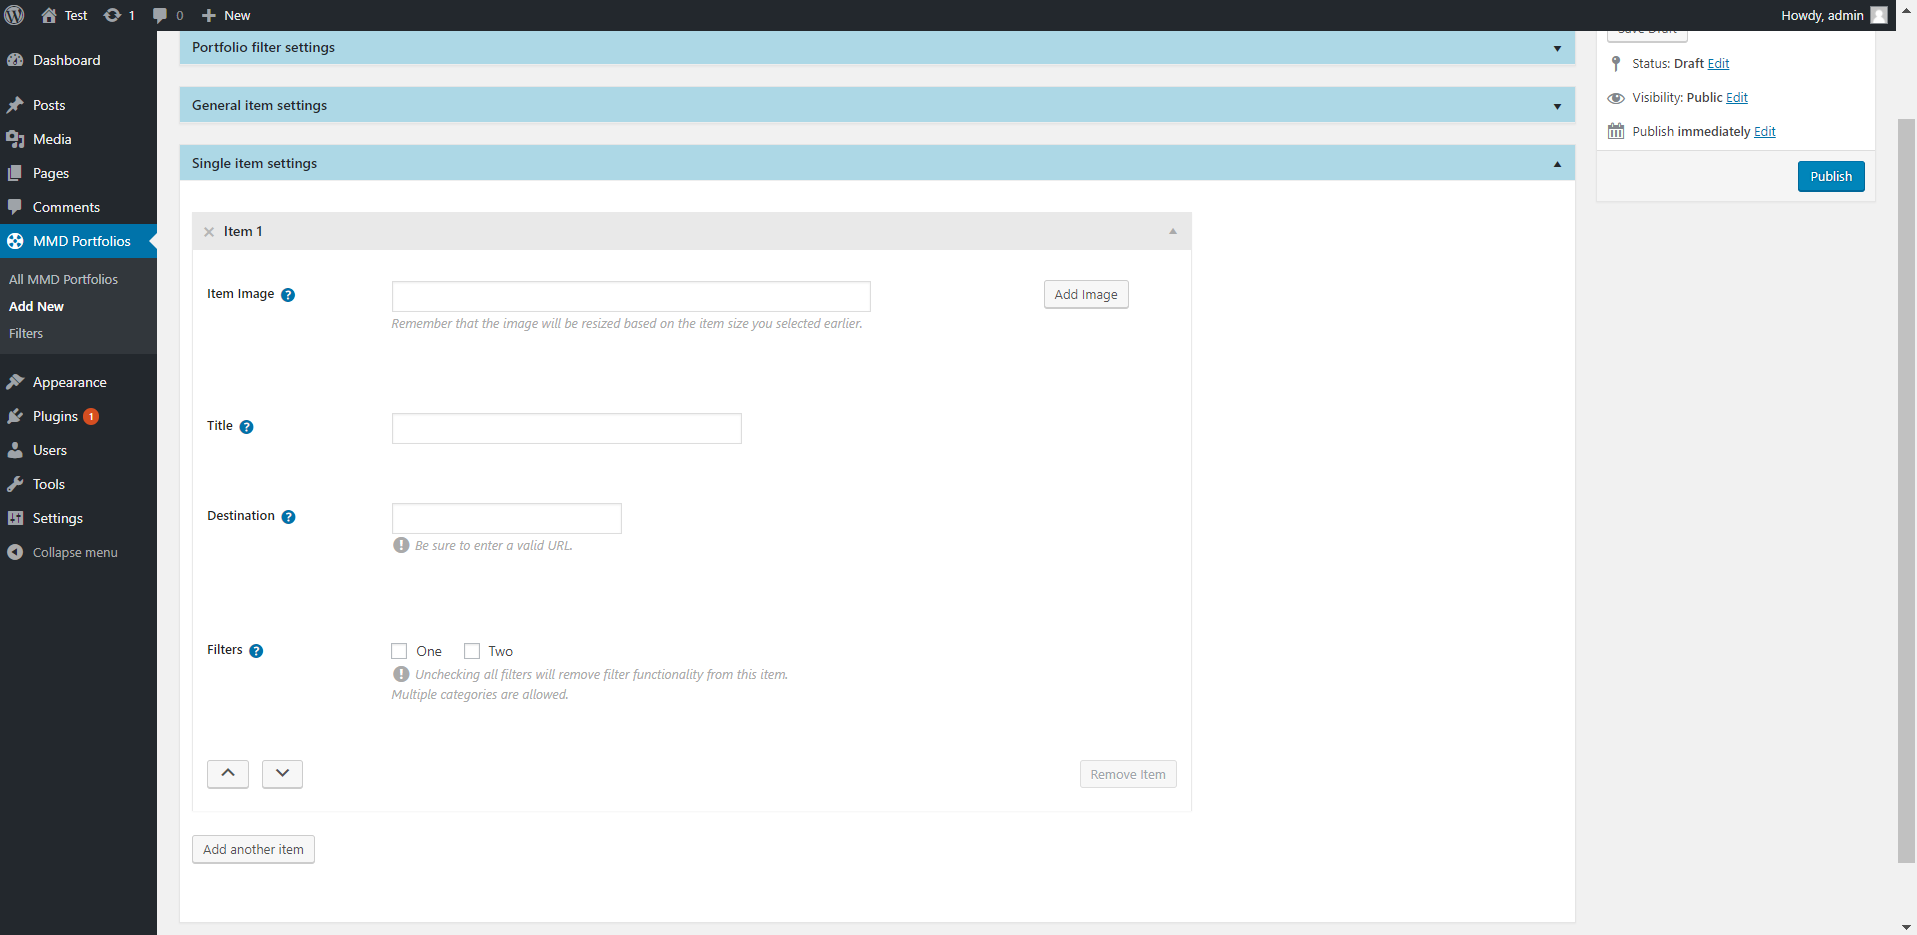 Test 1 0 New Howdy, admin
Dashboard
Posts
Media
Pages
Comments
MMD Portfolios
All MMD Portfolios
Add New
Filters
Appearance
Plugins 1
Users
Tools
Settings
Collapse menu
Portfolio filter settings
General item settings
Single item settings
Item 1
Item Image ?
Add Image
Remember that the image will be resized based on the item size you selected earlier.
Title ?
Destination ?
! Be sure to enter a valid URL.
Filters ?
One Two
! Unchecking all filters will remove filter functionality from this item.
Multiple categories are allowed.
Remove Item
Add another item
Save Draft
Status: Draft Edit
Visibility: Public Edit
Publish immediately Edit
Publish